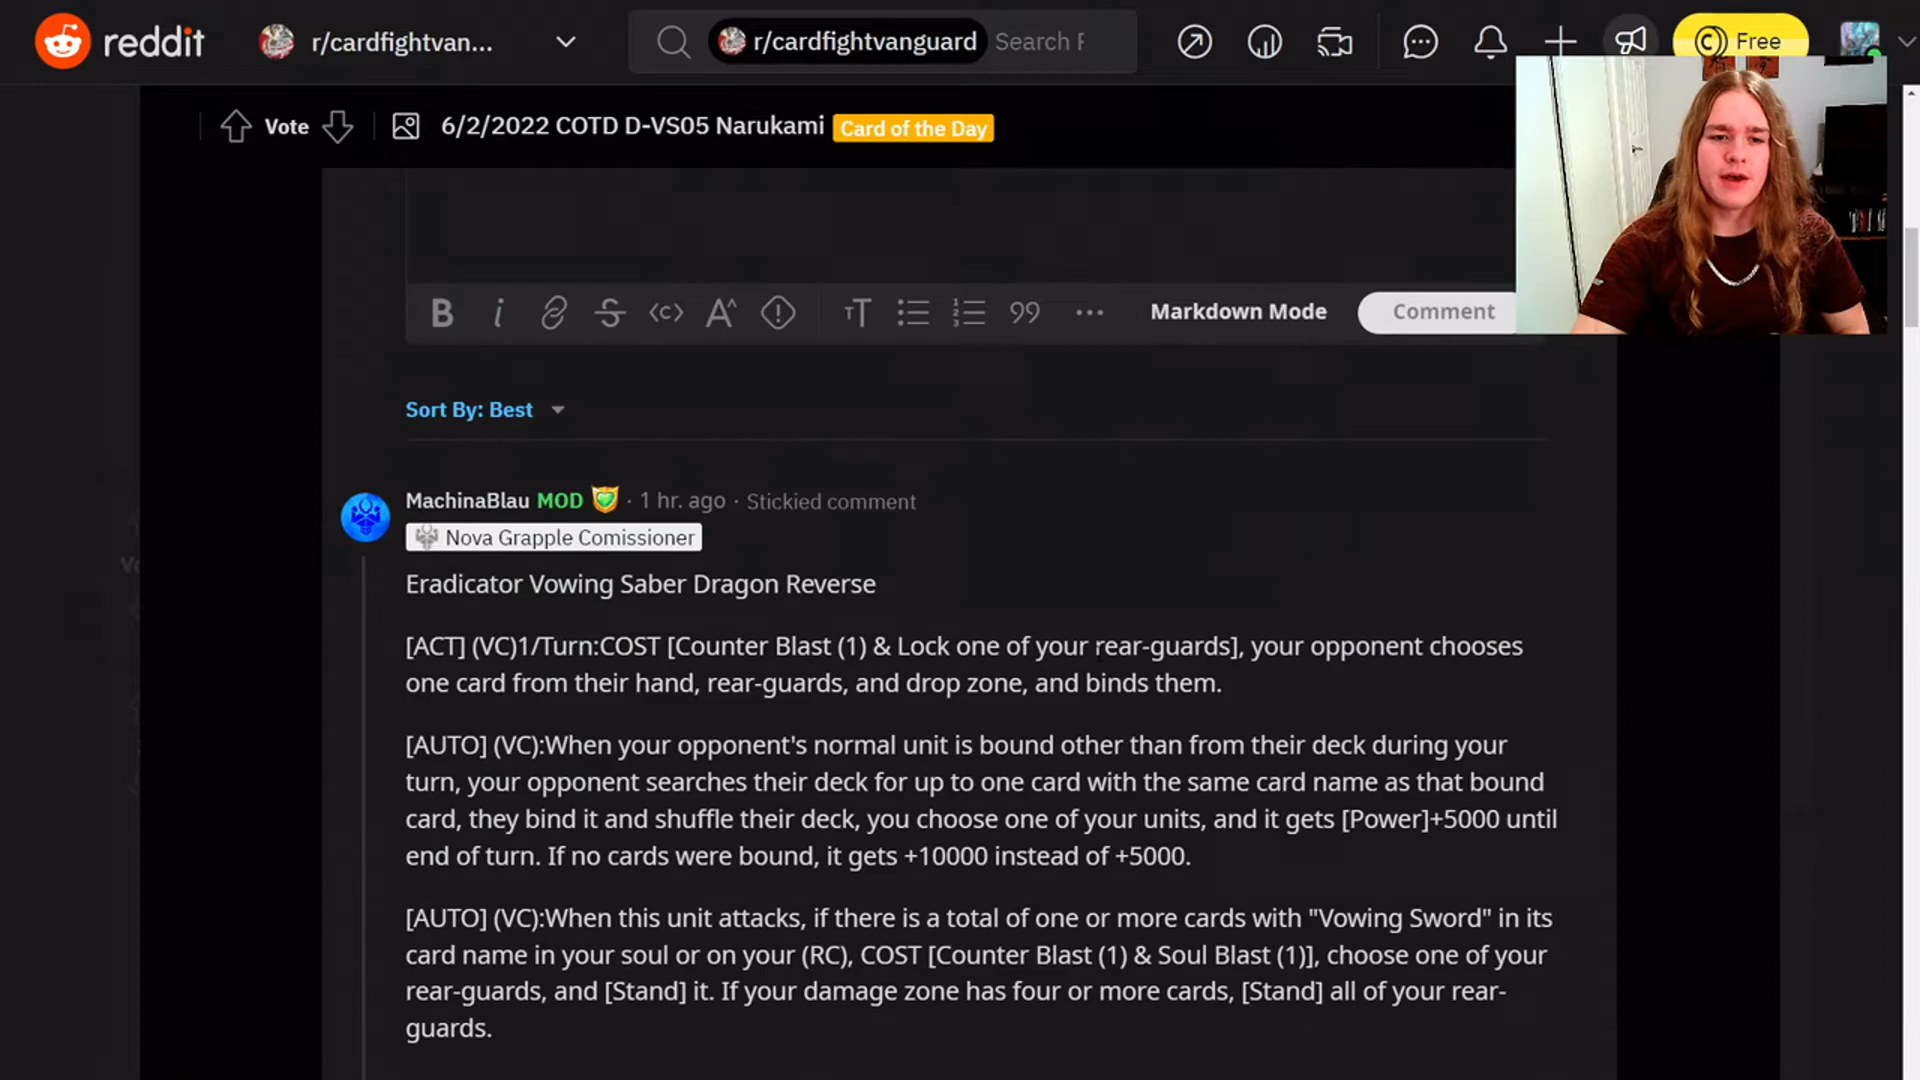 reddit r/cardfightvan... r/cardfightvanguard Search F Free
Vote 6/2/2022 COTD D-VS05 Narukami Card of the Day
B i <c> A^ TT 99 ... Markdown Mode Comment
Sort By: Best
MachinaBlau MOD · 1 hr. ago · Stickied comment
Nova Grapple Comissioner
Eradicator Vowing Saber Dragon Reverse
[ACT] (VC)1/Turn:COST [Counter Blast (1) & Lock one of your rear-guards], your opponent chooses
one card from their hand, rear-guards, and drop zone, and binds them.
[AUTO] (VC):When your opponent's normal unit is bound other than from their deck during your
turn, your opponent searches their deck for up to one card with the same card name as that bound
card, they bind it and shuffle their deck, you choose one of your units, and it gets [Power]+5000 until
end of turn. If no cards were bound, it gets +10000 instead of +5000.
[AUTO] (VC):When this unit attacks, if there is a total of one or more cards with "Vowing Sword" in its
card name in your soul or on your (RC), COST [Counter Blast (1) & Soul Blast (1)], choose one of your
rear-guards, and [Stand] it. If your damage zone has four or more cards, [Stand] all of your rear-
guards.